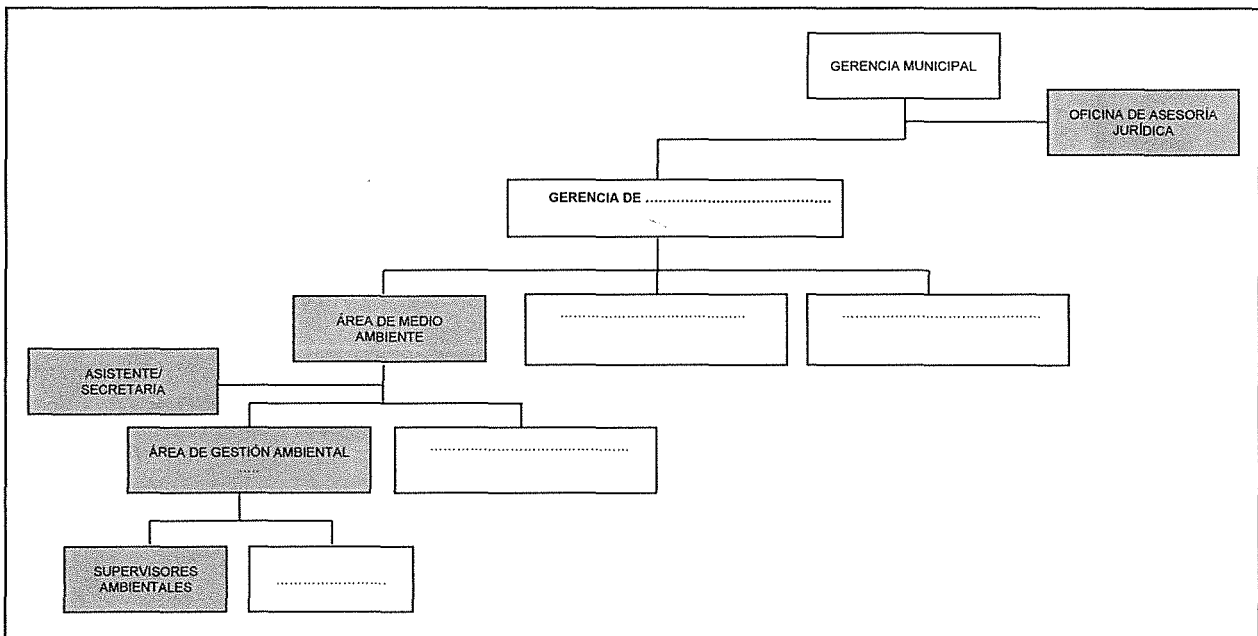 GERENCIA MUNICIPAL
OFICINA DE ASESORÍA
JURÍDICA
GERENCIA DE ............................................
ÁREA DE MEDIO
AMBIENTE
............................................
......................................................
ASISTENTE/
SECRETARIA
ÁREA DE GESTIÓN AMBIENTAL
.....
................................................
SUPERVISORES
AMBIENTALES
..........................